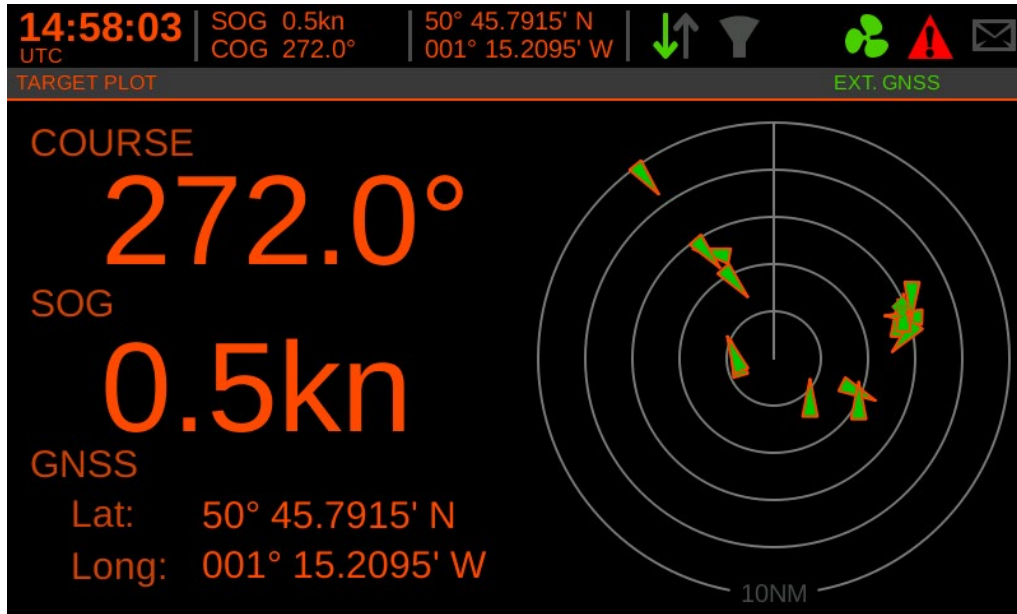 14:58:03
UTC
SOG 0.5kn
COG 272.0°
50° 45.7915' N
001° 15.2095' W
TARGET PLOT
EXT. GNSS
COURSE
272.0°
SOG
0.5kn
GNSS
Lat: 50° 45.7915' N
Long: 001° 15.2095' W
10NM